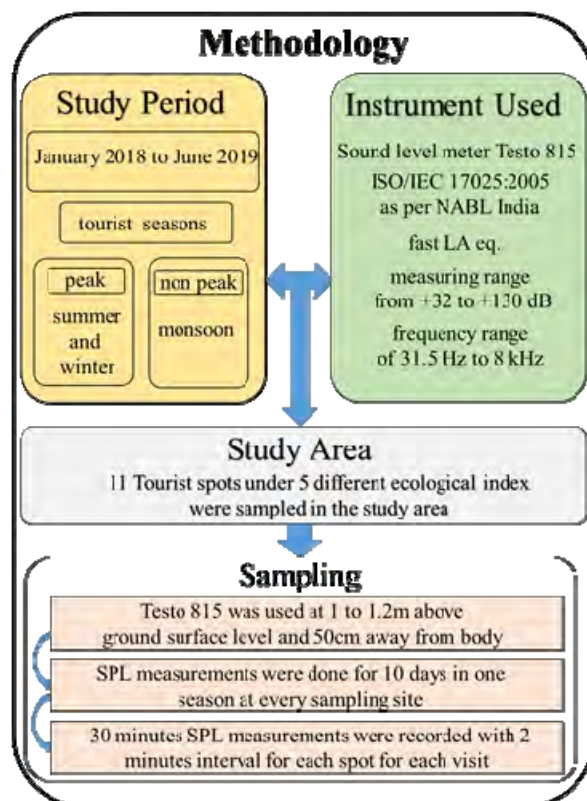 Methodology
Study Period
January 2018 to June 2019
tourist seasons
peak
summer
and
winter
non peak
monsoon
Instrument Used
Sound level meter Testo 815
ISO/IEC 17025:2005
as per NABL India
fast LA eq.
measuring range
from +32 to +130 dB
frequency range
of 31.5 Hz to 8 kHz
Study Area
11 Tourist spots under 5 different ecological index
were sampled in the study area
Sampling
Testo 815 was used at 1 to 1.2m above
ground surface level and 50cm away from body
SPL measurements were done for 10 days in one
season at every sampling site
30 minutes SPL measurements were recorded with 2
minutes interval for each spot for each visit